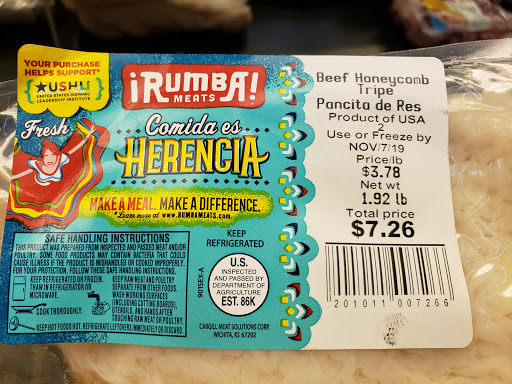 YOUR PURCHASE
HELPS SUPPORT*
★USHLI
UNITED STATES HISPANIC
LEADERSHIP INSTITUTE
¡RUMBA!
MEATS
Fresh
Comida es
HERENCIA
MAKE A MEAL. MAKE A DIFFERENCE.
*Learn more at www.RUMBAMEATS.com.
SAFE HANDLING INSTRUCTIONS
THIS PRODUCT WAS PREPARED FROM INSPECTED AND PASSED MEAT AND/OR
POULTRY. SOME FOOD PRODUCTS MAY CONTAIN BACTERIA THAT COULD
CAUSE ILLNESS IF THE PRODUCT IS MISHANDLED OR COOKED IMPROPERLY.
FOR YOUR PROTECTION, FOLLOW THESE SAFE HANDLING INSTRUCTIONS.
KEEP REFRIGERATED OR FROZEN.
THAW IN REFRIGERATOR OR
MICROWAVE.
COOK THOROUGHLY.
KEEP RAW MEAT AND POULTRY
SEPARATE FROM OTHER FOODS.
WASH WORKING SURFACES
(INCLUDING CUTTING BOARDS),
UTENSILS, AND HANDS AFTER
TOUCHING RAW MEAT OR POULTRY.
KEEP HOT FOODS HOT. REFRIGERATE LEFTOVERS IMMEDIATELY OR DISCARD.
9015EX-A
KEEP
REFRIGERATED
U.S.
INSPECTED
AND PASSED BY
DEPARTMENT OF
AGRICULTURE
EST. 86K
CARGILL MEAT SOLUTIONS CORP.
WICHITA, KS 67202
Beef Honeycomb
Tripe
Pancita de Res
Product of USA
2
Use or Freeze by
NOV/7/19
Price/lb
$3.78
Net wt
1.92 lb
Total price
$7.26
201011 007266